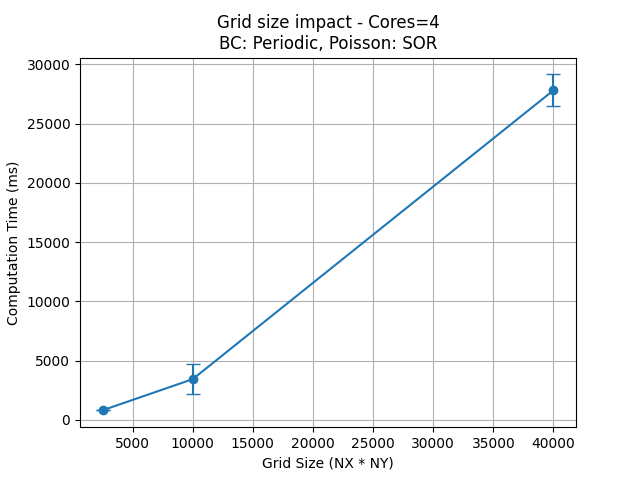 Grid size impact - Cores=4
BC: Periodic, Poisson: SOR
30000
25000
20000
15000
10000
5000
0
Computation Time (ms)
5000 10000 15000 20000 25000 30000 35000 40000
Grid Size (NX * NY)